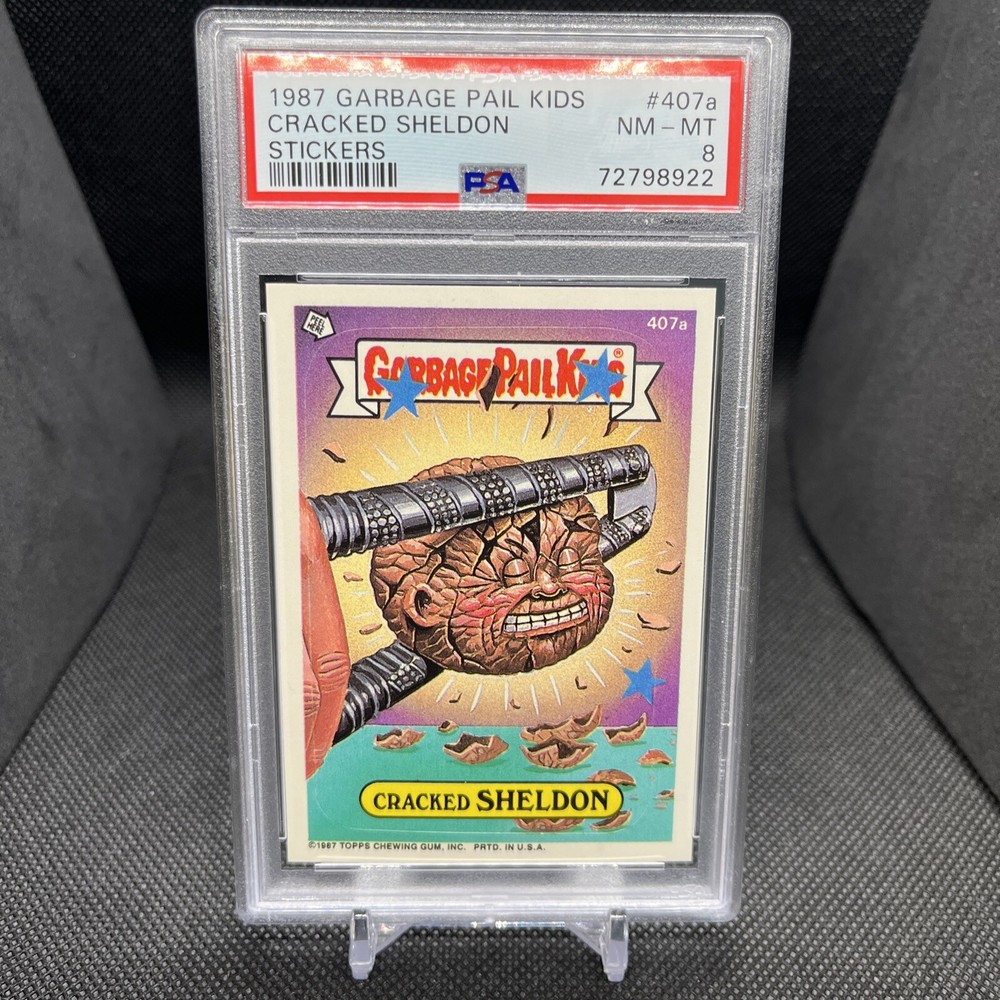 1987 GARBAGE PAIL KIDS #407a
CRACKED SHELDON NM - MT
STICKERS 8
PSA 72798922
PEEL HERE
407a
GARBAGE PAIL KIDS®
CRACKED SHELDON
©1987 TOPPS CHEWING GUM, INC. PRTD. IN U.S.A.